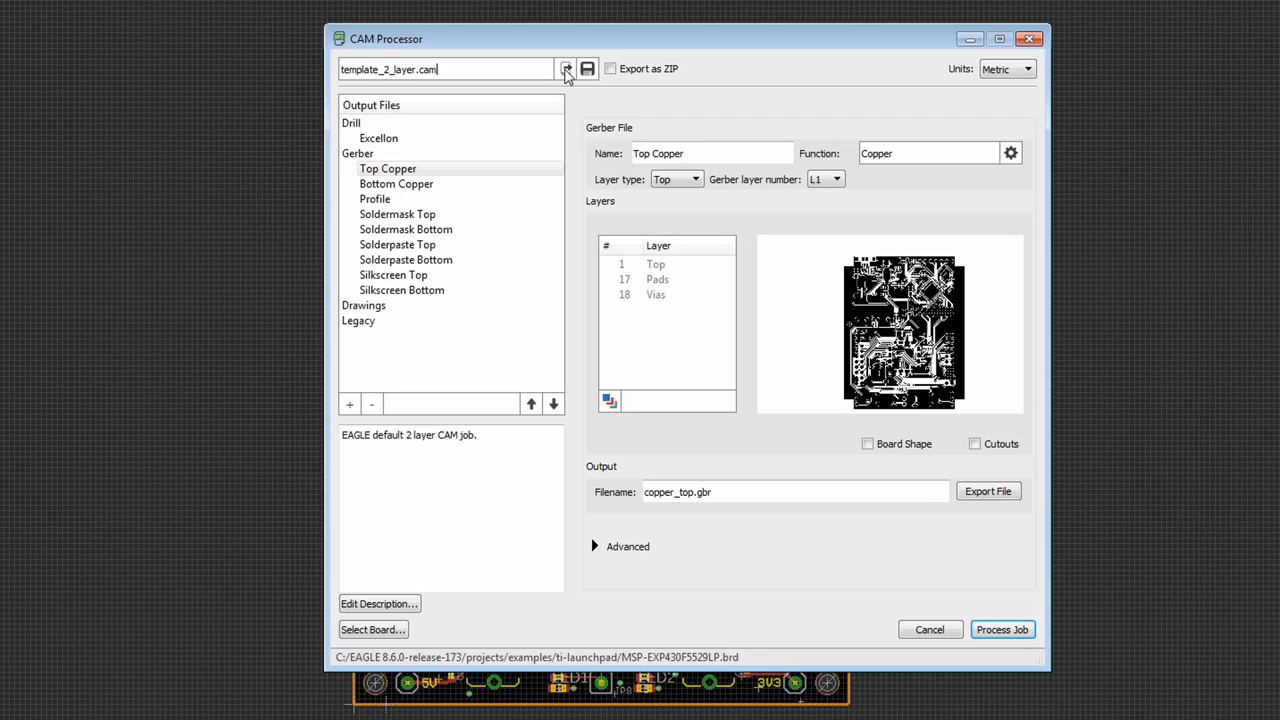 CAM Processor
template_2_layer.cam
Export as ZIP
Units: Metric
Output Files
Drill
Excellon
Gerber
Top Copper
Bottom Copper
Profile
Soldermask Top
Soldermask Bottom
Solderpaste Top
Solderpaste Bottom
Silkscreen Top
Silkscreen Bottom
Drawings
Legacy
+ -
EAGLE default 2 layer CAM job.
Edit Description...
Select Board...
Gerber File
Name: Top Copper Function: Copper
Layer type: Top Gerber layer number: L1
Layers
# Layer
1 Top
17 Pads
18 Vias
Board Shape Cutouts
Output
Filename: copper_top.gbr Export File
Advanced
Cancel Process Job
C:/EAGLE 8.6.0-release-173/projects/examples/ti-launchpad/MSP-EXP430F5529LP.brd
5V 3V3